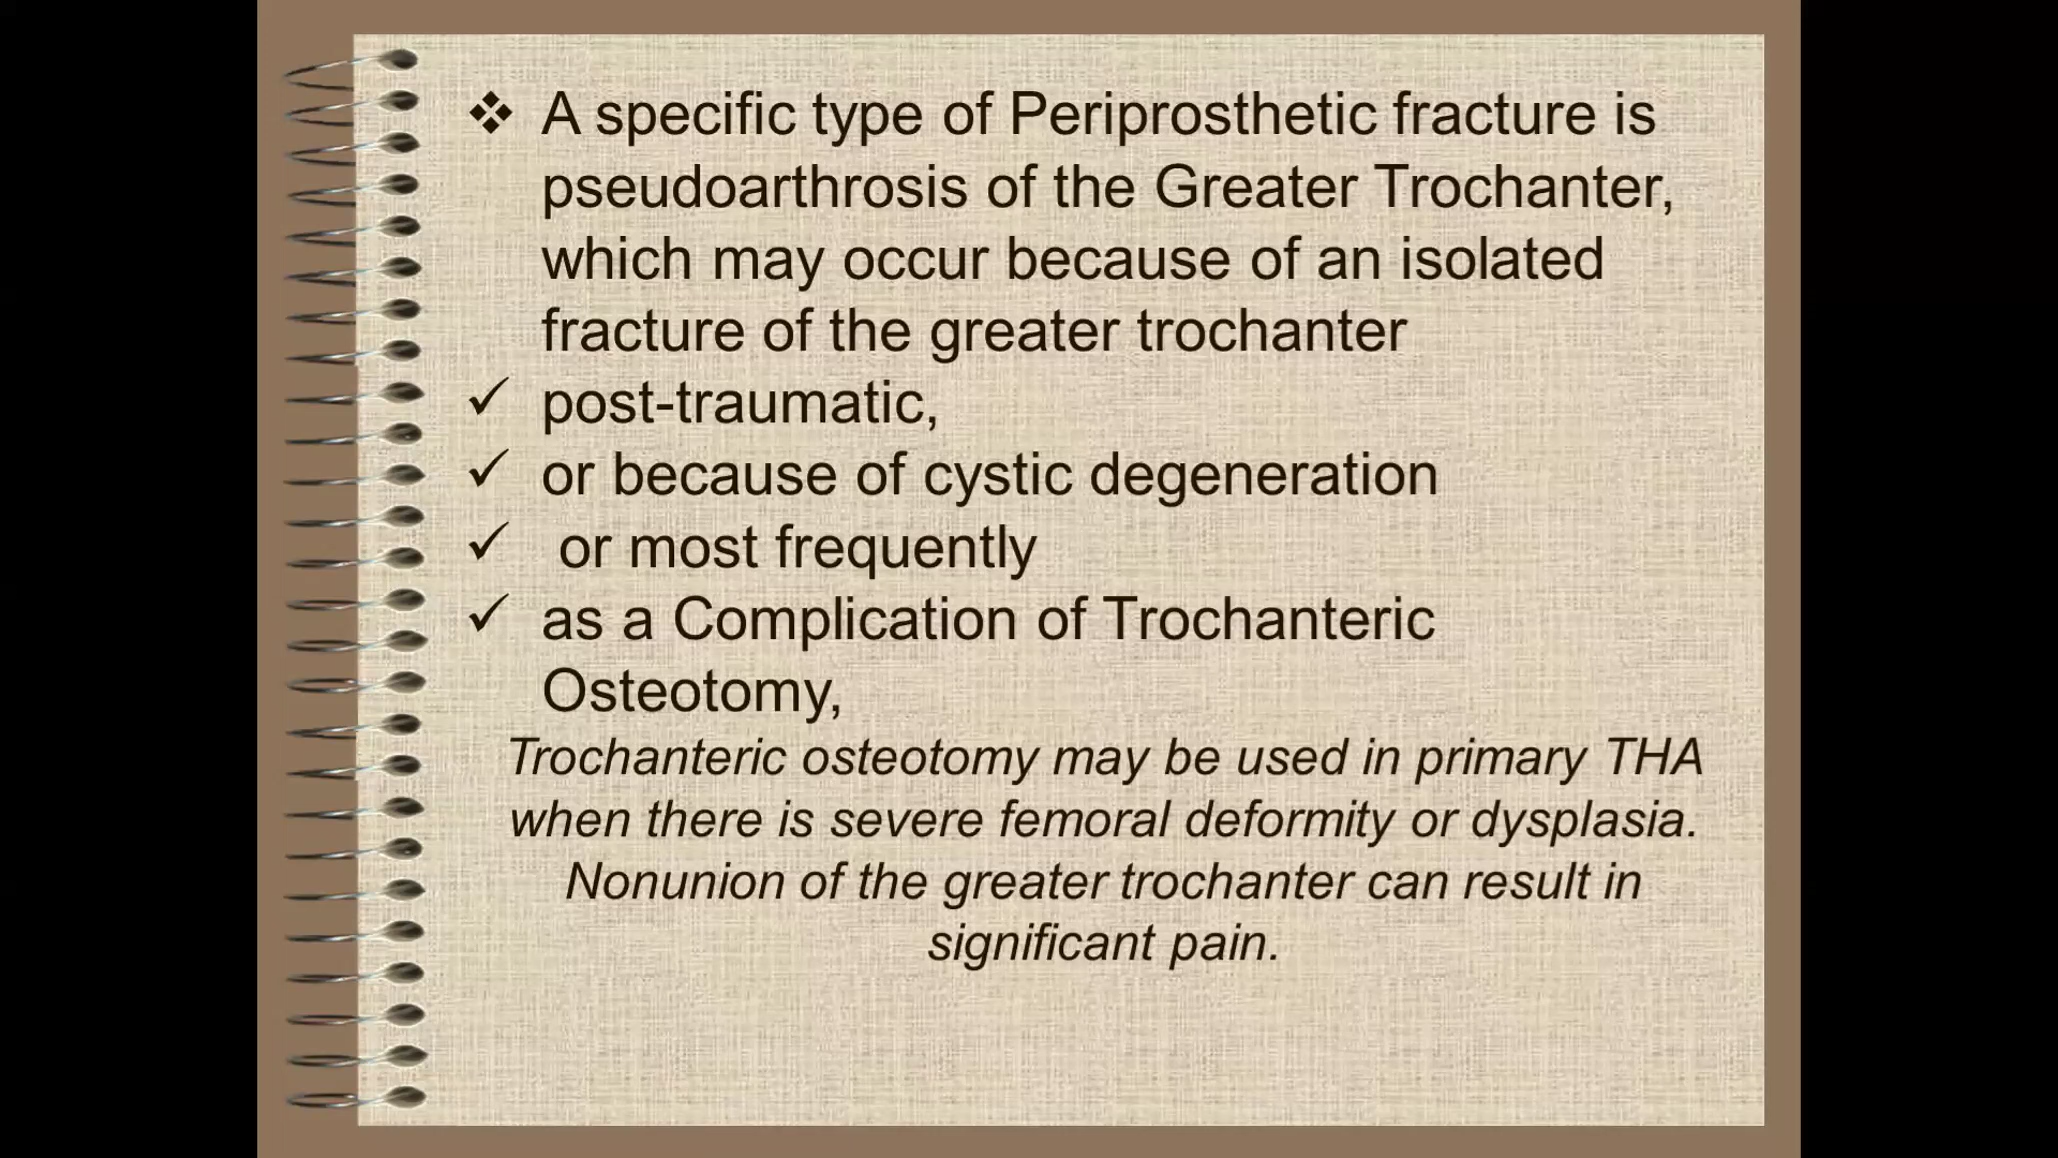 ❖ A specific type of Periprosthetic fracture is
pseudoarthrosis of the Greater Trochanter,
which may occur because of an isolated
fracture of the greater trochanter
✓ post-traumatic,
✓ or because of cystic degeneration
✓ or most frequently
✓ as a Complication of Trochanteric
Osteotomy,
Trochanteric osteotomy may be used in primary THA
when there is severe femoral deformity or dysplasia.
Nonunion of the greater trochanter can result in
significant pain.